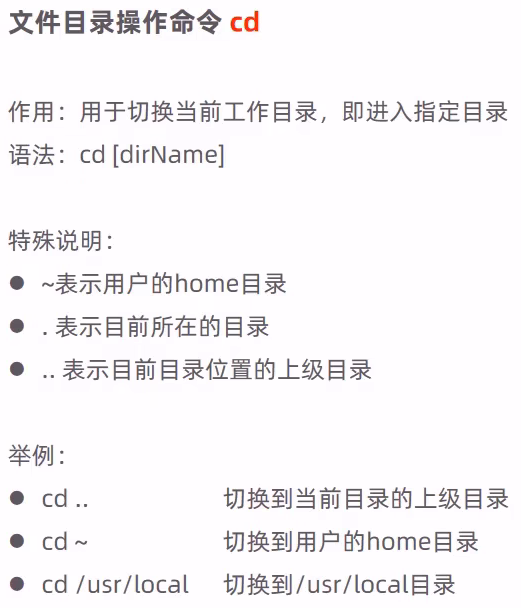 文件目录操作命令 cd
作用：用于切换当前工作目录，即进入指定目录
语法：cd [dirName]
特殊说明：
● ~表示用户的home目录
● . 表示目前所在的目录
● .. 表示目前目录位置的上级目录
举例：
● cd .. 切换到当前目录的上级目录
● cd ~ 切换到用户的home目录
● cd /usr/local 切换到/usr/local目录